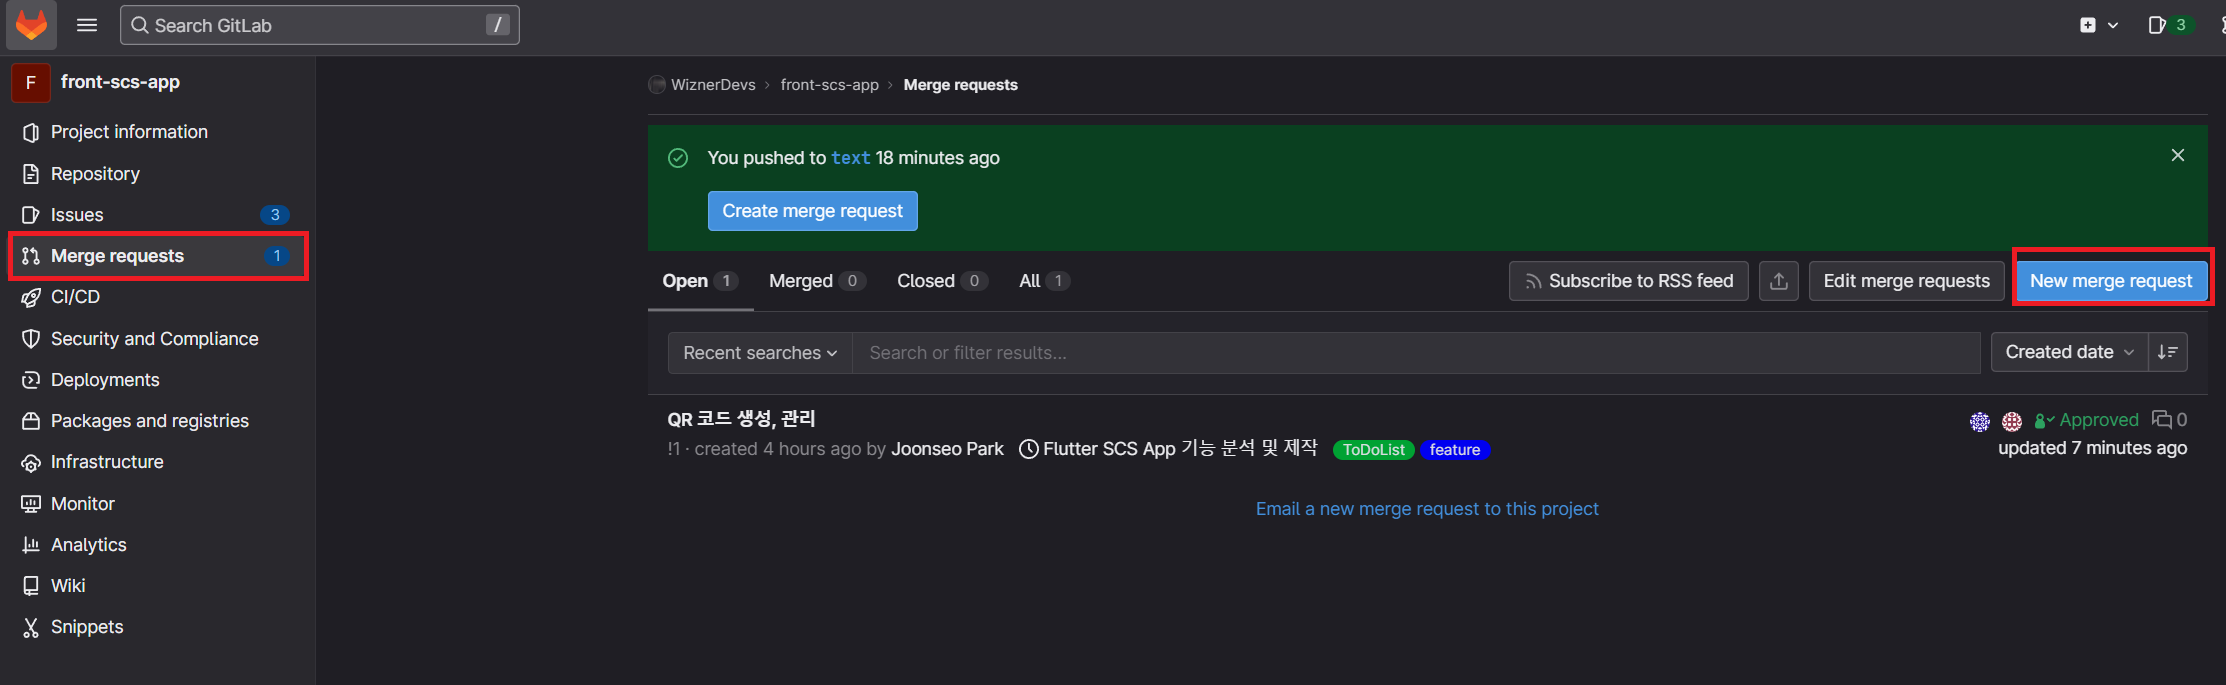 Search GitLab /
3
F front-scs-app
Project information
Repository
Issues 3
Merge requests 1
CI/CD
Security and Compliance
Deployments
Packages and registries
Infrastructure
Monitor
Analytics
Wiki
Snippets
WiznerDevs › front-scs-app › Merge requests
You pushed to text 18 minutes ago
Create merge request
Open 1 Merged 0 Closed 0 All 1 Subscribe to RSS feed Edit merge requests New merge request
Recent searches Search or filter results... Created date
QR 코드 생성, 관리 Approved 0
!1 · created 4 hours ago by Joonseo Park Flutter SCS App 기능 분석 및 제작 ToDoList feature updated 7 minutes ago
Email a new merge request to this project